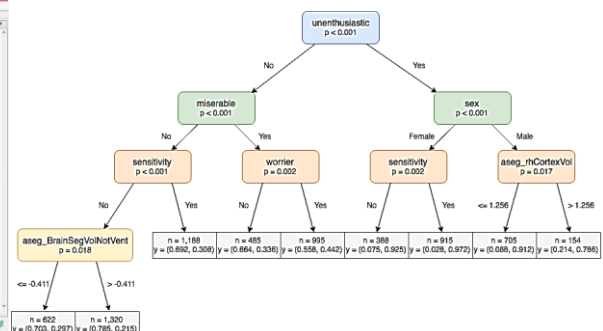 unenthusiastic
p < 0.001
No
Yes
miserable
p < 0.001
sex
p < 0.001
No
Yes
Female
Male
sensitivity
p < 0.001
worrier
p = 0.002
sensitivity
p = 0.002
aseg_rhCortexVol
p = 0.017
No
Yes
No
Yes
No
Yes
<= 1.256
> 1.256
aseg_BrainSegVolNotVent
p = 0.018
n = 1,188
y = (0.692, 0.308)
n = 485
y = (0.664, 0.336)
n = 995
y = (0.558, 0.442)
n = 388
y = (0.075, 0.925)
n = 915
y = (0.028, 0.972)
n = 705
y = (0.088, 0.912)
n = 154
y = (0.214, 0.786)
<= -0.411
> -0.411
n = 622
y = (0.703, 0.297)
n = 1,320
y = (0.785, 0.215)